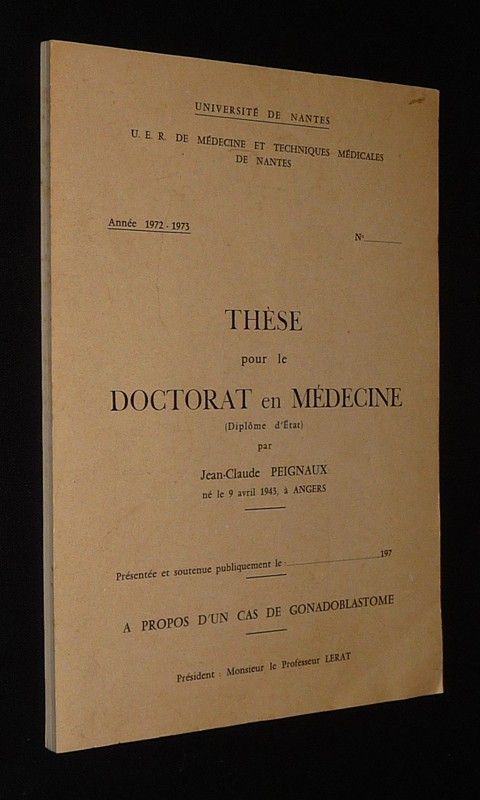 UNIVERSITÉ DE NANTES
U. E. R. DE MÉDECINE ET TECHNIQUES MÉDICALES
DE NANTES
Année 1972 - 1973
N°
THÈSE
pour le
DOCTORAT en MÉDECINE
(Diplôme d'État)
par
Jean-Claude PEIGNAUX
né le 9 avril 1943, à ANGERS
Présentée et soutenue publiquement le 197
A PROPOS D'UN CAS DE GONADOBLASTOME
Président : Monsieur le Professeur LERAT